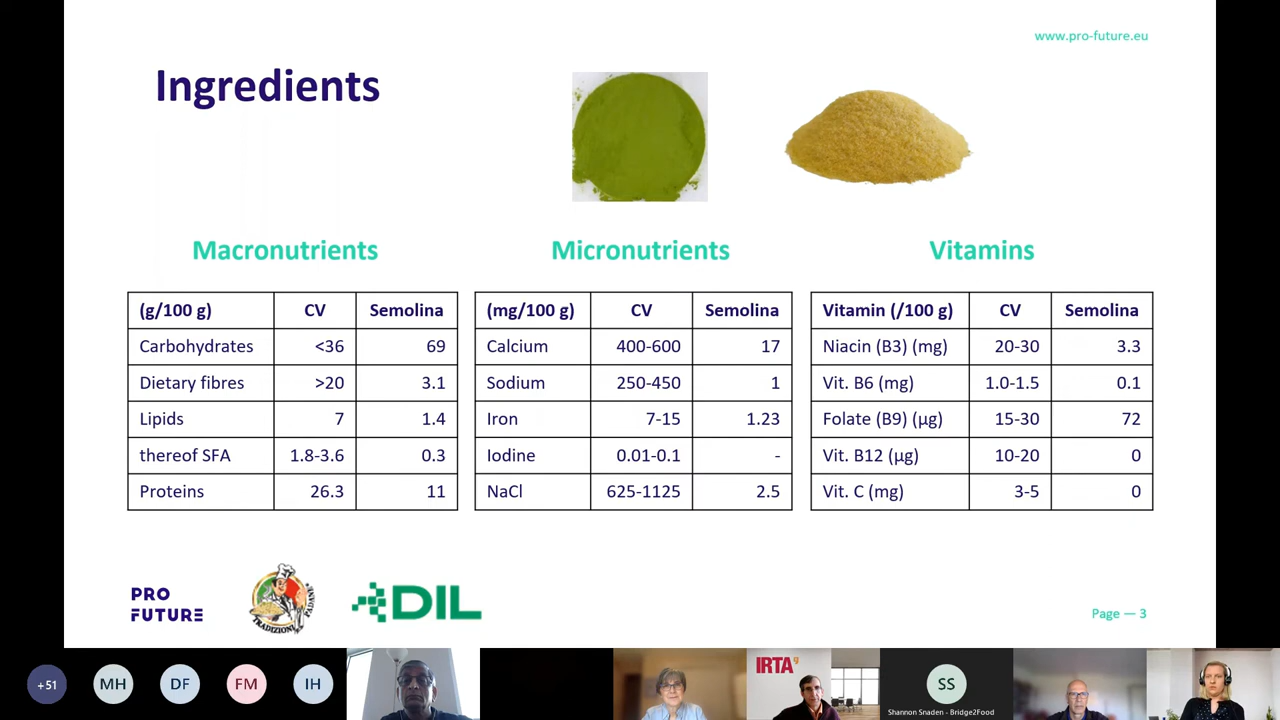 www.pro-future.eu
Ingredients
Macronutrients
(g/100 g) CV Semolina
Carbohydrates <36 69
Dietary fibres >20 3.1
Lipids 7 1.4
thereof SFA 1.8-3.6 0.3
Proteins 26.3 11
Micronutrients
(mg/100 g) CV Semolina
Calcium 400-600 17
Sodium 250-450 1
Iron 7-15 1.23
Iodine 0.01-0.1 -
NaCl 625-1125 2.5
Vitamins
Vitamin (/100 g) CV Semolina
Niacin (B3) (mg) 20-30 3.3
Vit. B6 (mg) 1.0-1.5 0.1
Folate (B9) (µg) 15-30 72
Vit. B12 (µg) 10-20 0
Vit. C (mg) 3-5 0
PRO
FUTURE
TRADIZIONI PADANE
DIL
Page — 3
+51 MH DF FM IH
IRTA
SS
Shannon Snaden - Bridge2Food